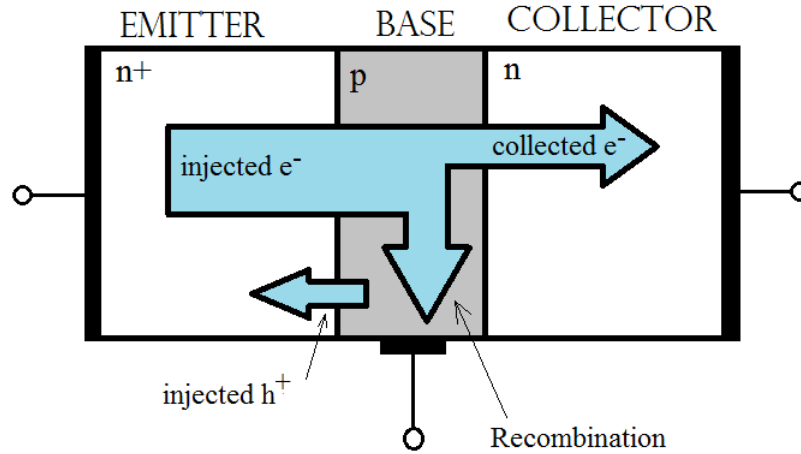 EMITTER BASE COLLECTOR
n+ p n
injected e⁻ collected e⁻
injected h⁺
Recombination